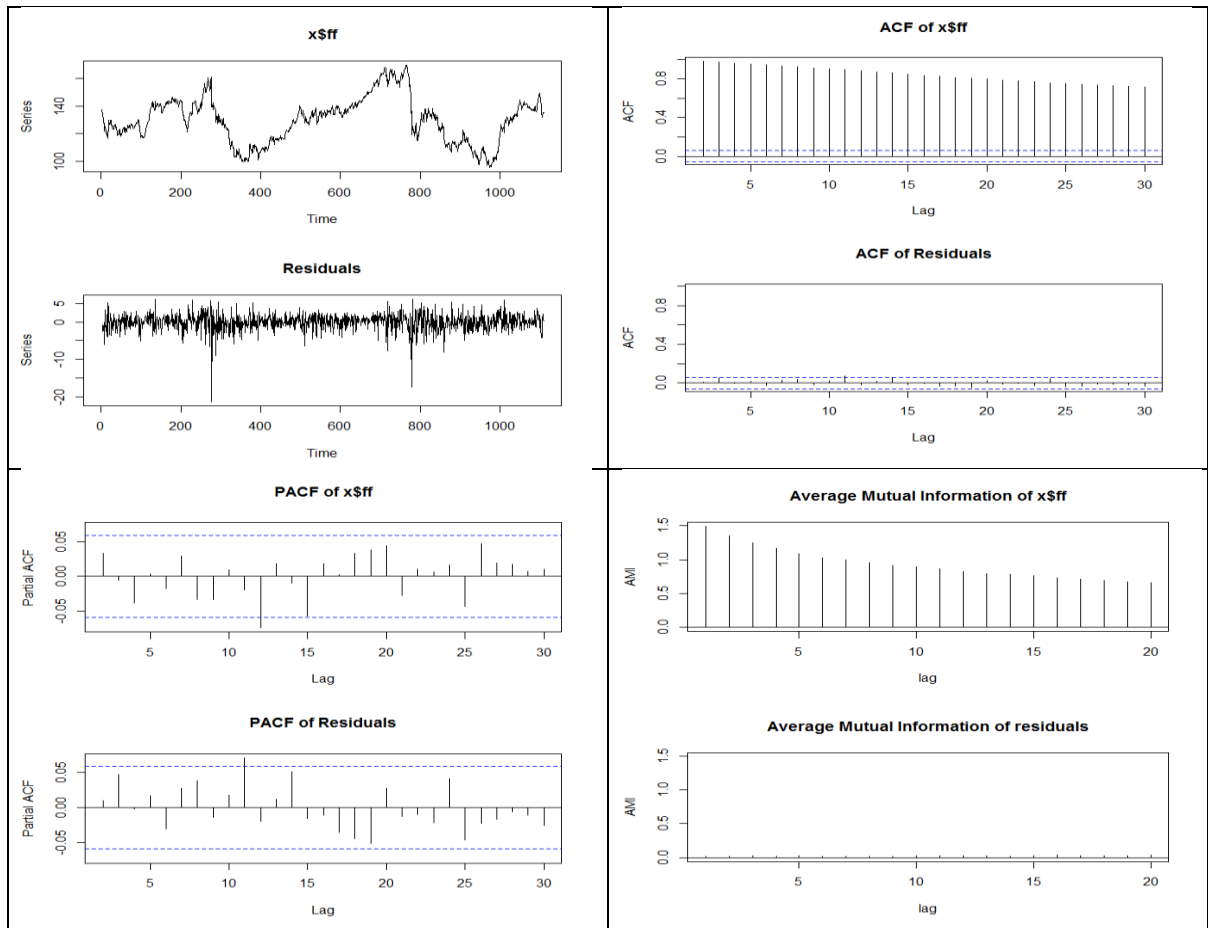 x$ff
Series
100 140
0 200 400 600 800 1000
Time
Residuals
Series
-20 -10 0 5
0 200 400 600 800 1000
Time
ACF of x$ff
ACF
0.0 0.4 0.8
5 10 15 20 25 30
Lag
ACF of Residuals
ACF
0.0 0.4 0.8
5 10 15 20 25 30
Lag
PACF of x$ff
Partial ACF
-0.05 0.00 0.05
5 10 15 20 25 30
Lag
PACF of Residuals
Partial ACF
-0.05 0.00 0.05
5 10 15 20 25 30
Lag
Average Mutual Information of x$ff
AMI
0.0 0.5 1.0 1.5
5 10 15 20
lag
Average Mutual Information of residuals
AMI
0.0 0.5 1.0 1.5
5 10 15 20
lag